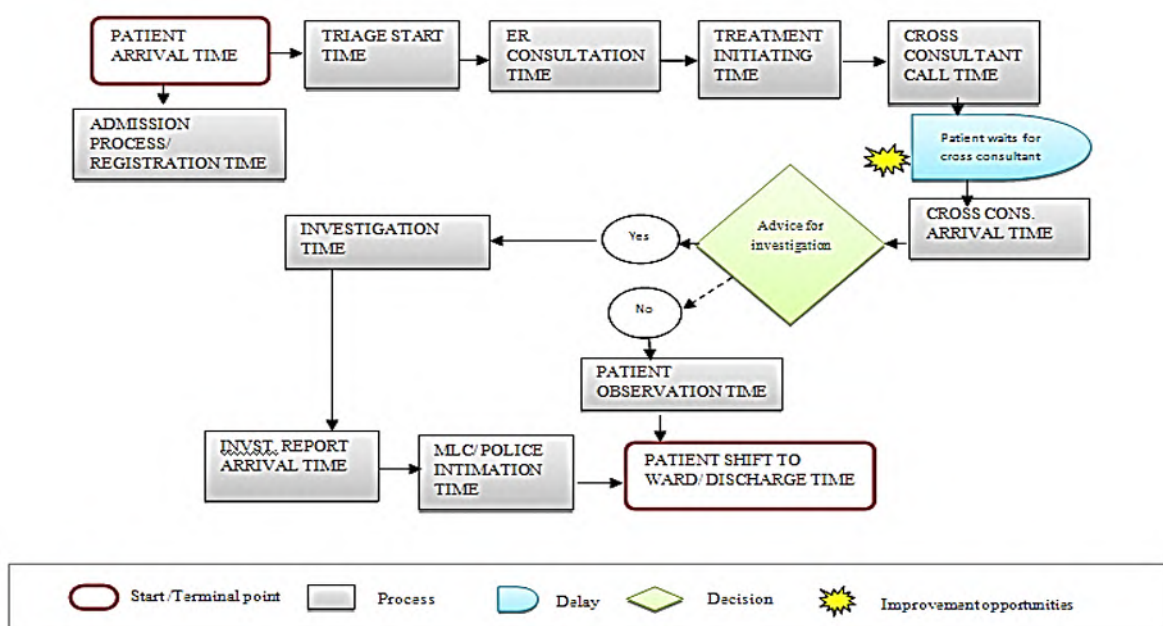 PATIENT
ARRIVAL TIME
TRIAGE START
TIME
ER
CONSULTATION
TIME
TREATMENT
INITIATING
TIME
CROSS
CONSULTANT
CALL TIME
ADMISSION
PROCESS/
REGISTRATION TIME
Patient waits for
cross consultant
CROSS CONS.
ARRIVAL TIME
Advice for
investigation
Yes
INVESTIGATION
TIME
No
PATIENT
OBSERVATION TIME
INVST. REPORT
ARRIVAL TIME
MLC/ POLICE
INTIMATION
TIME
PATIENT SHIFT TO
WARD/ DISCHARGE TIME
Start /Terminal point
Process
Delay
Decision
Improvement opportunities